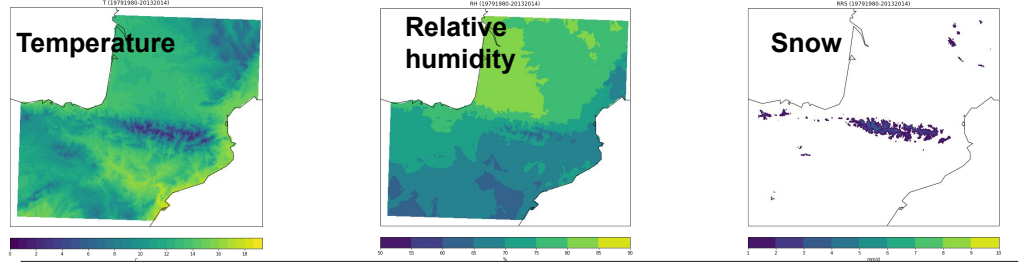 T (19791980-20132014)
Temperature
0 2 4 6 8 10 12 14 16 18
C
RH (19791980-20132014)
Relative
humidity
50 55 60 65 70 75 80 85 90
%
RRS (19791980-20132014)
Snow
1 2 3 4 5 6 7 8 9 10
mm/d